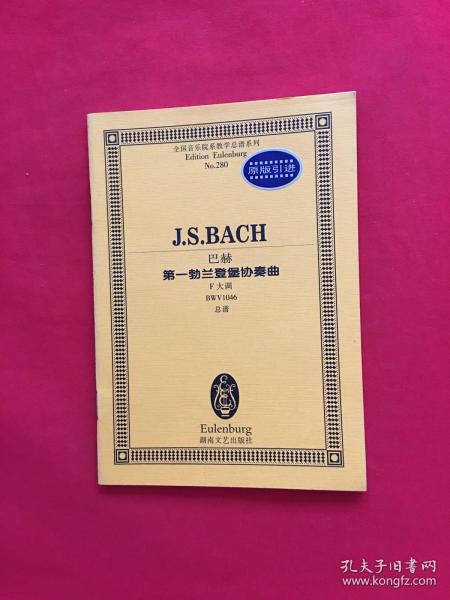 全国音乐院系教学总谱系列
Edition Eulenburg
No.280
原版引进
J.S.BACH
巴赫
第一勃兰登堡协奏曲
F 大调
BWV1046
总谱
Eulenburg
湖南文艺出版社
孔夫子旧书网
www.kongfz.com